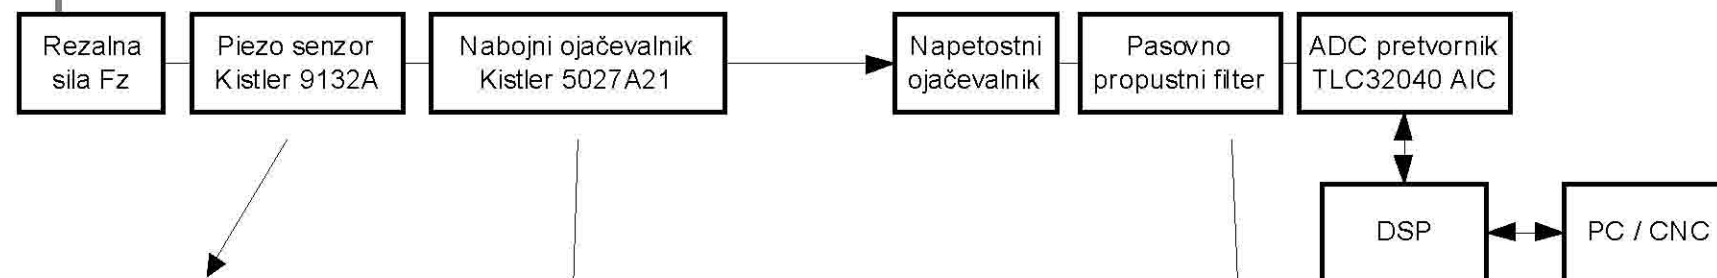 Rezalna
sila Fz
Piezo senzor
Kistler 9132A
Nabojni ojačevalnik
Kistler 5027A21
Napetostni
ojačevalnik
Pasovno
propustni filter
ADC pretvornik
TLC32040 AIC
DSP
PC / CNC